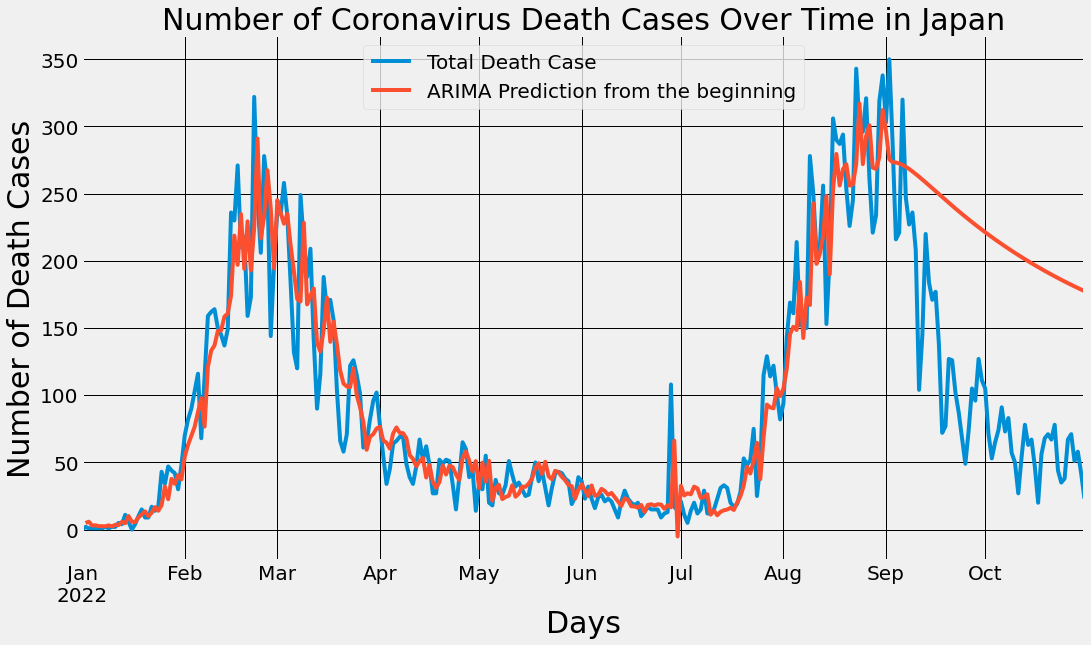 Number of Coronavirus Death Cases Over Time in Japan
Total Death Case
ARIMA Prediction from the beginning
Number of Death Cases
350
300
250
200
150
100
50
0
Jan Feb Mar Apr May Jun Jul Aug Sep Oct
2022
Days